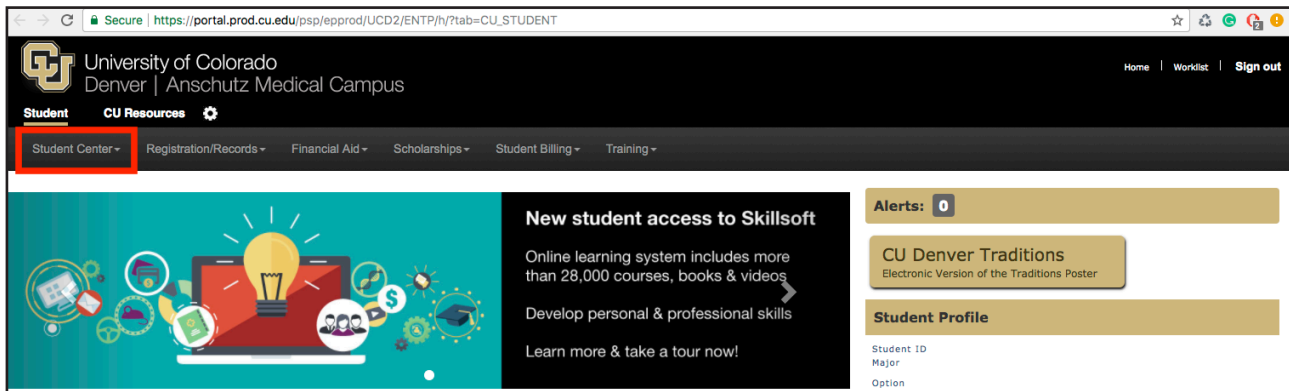 Secure | https://portal.prod.cu.edu/psp/epprod/UCD2/ENTP/h/?tab=CU_STUDENT
2
University of Colorado
Denver | Anschutz Medical Campus
Home | Worklist | Sign out
Student CU Resources
Student Center Registration/Records Financial Aid Scholarships Student Billing Training
New student access to Skillsoft
Online learning system includes more
than 28,000 courses, books & videos
Develop personal & professional skills
Learn more & take a tour now!
Alerts: 0
CU Denver Traditions
Electronic Version of the Traditions Poster
Student Profile
Student ID
Major
Option